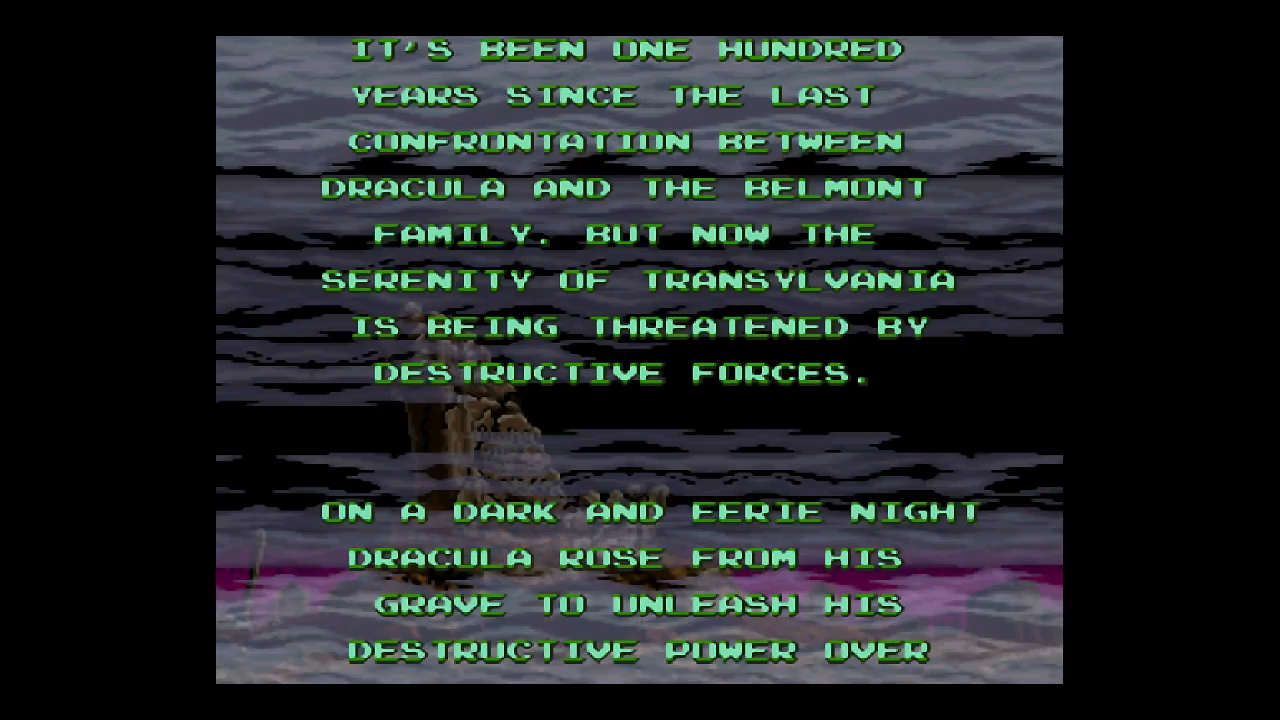 IT'S BEEN ONE HUNDRED
YEARS SINCE THE LAST
CONFRONTATION BETWEEN
DRACULA AND THE BELMONT
FAMILY. BUT NOW THE
SERENITY OF TRANSYLVANIA
IS BEING THREATENED BY
DESTRUCTIVE FORCES.
ON A DARK AND EERIE NIGHT
DRACULA ROSE FROM HIS
GRAVE TO UNLEASH HIS
DESTRUCTIVE POWER OVER